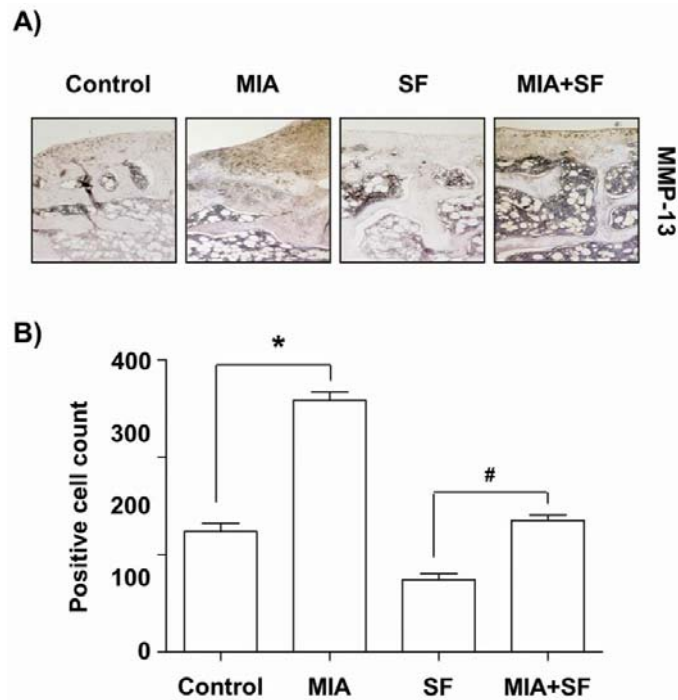 A)
Control MIA SF MIA+SF
MMP-13
B)
Positive cell count
400
300
200
100
0
*
#
Control MIA SF MIA+SF